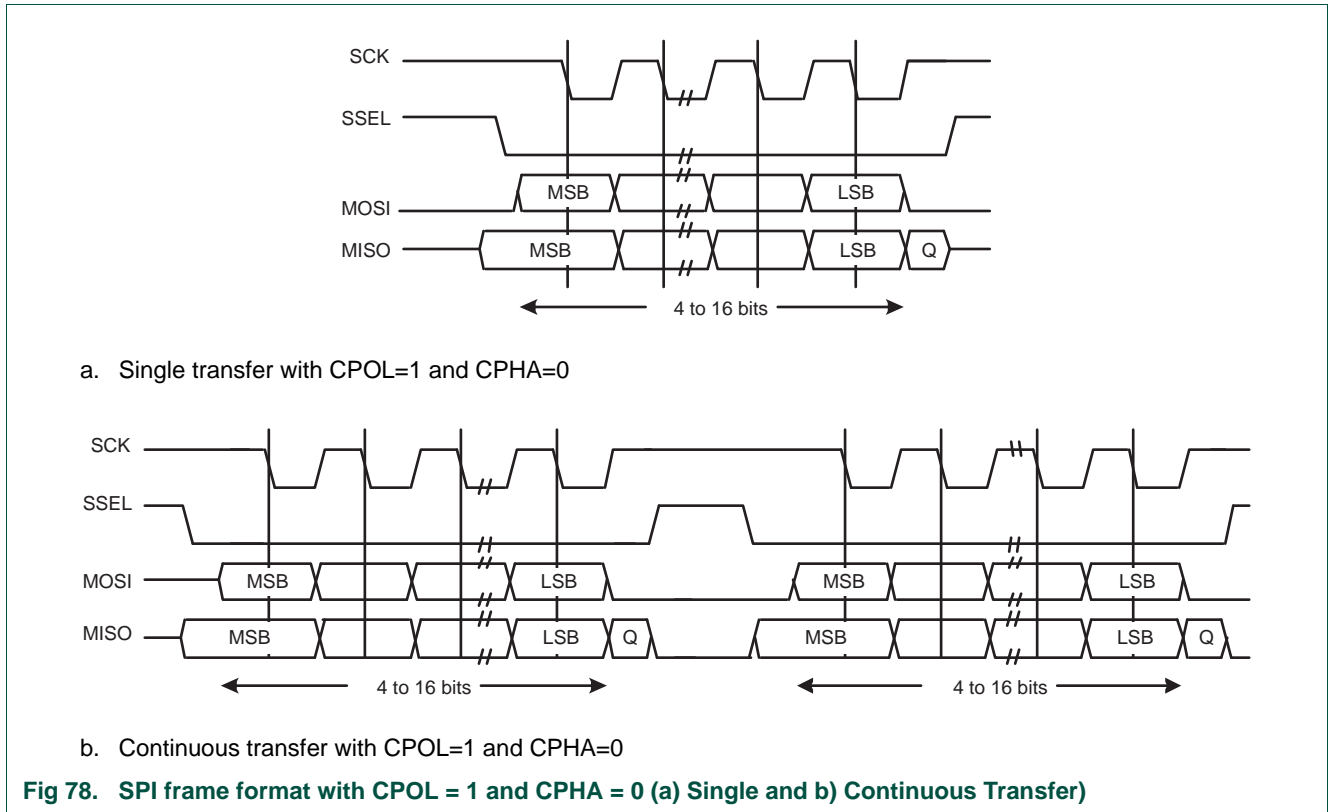 SCK
SSEL
MOSI MSB LSB
MISO MSB LSB Q
4 to 16 bits
a. Single transfer with CPOL=1 and CPHA=0
SCK
SSEL
MOSI MSB LSB MSB LSB
MISO MSB LSB Q MSB LSB Q
4 to 16 bits 4 to 16 bits
b. Continuous transfer with CPOL=1 and CPHA=0
Fig 78. SPI frame format with CPOL = 1 and CPHA = 0 (a) Single and b) Continuous Transfer)